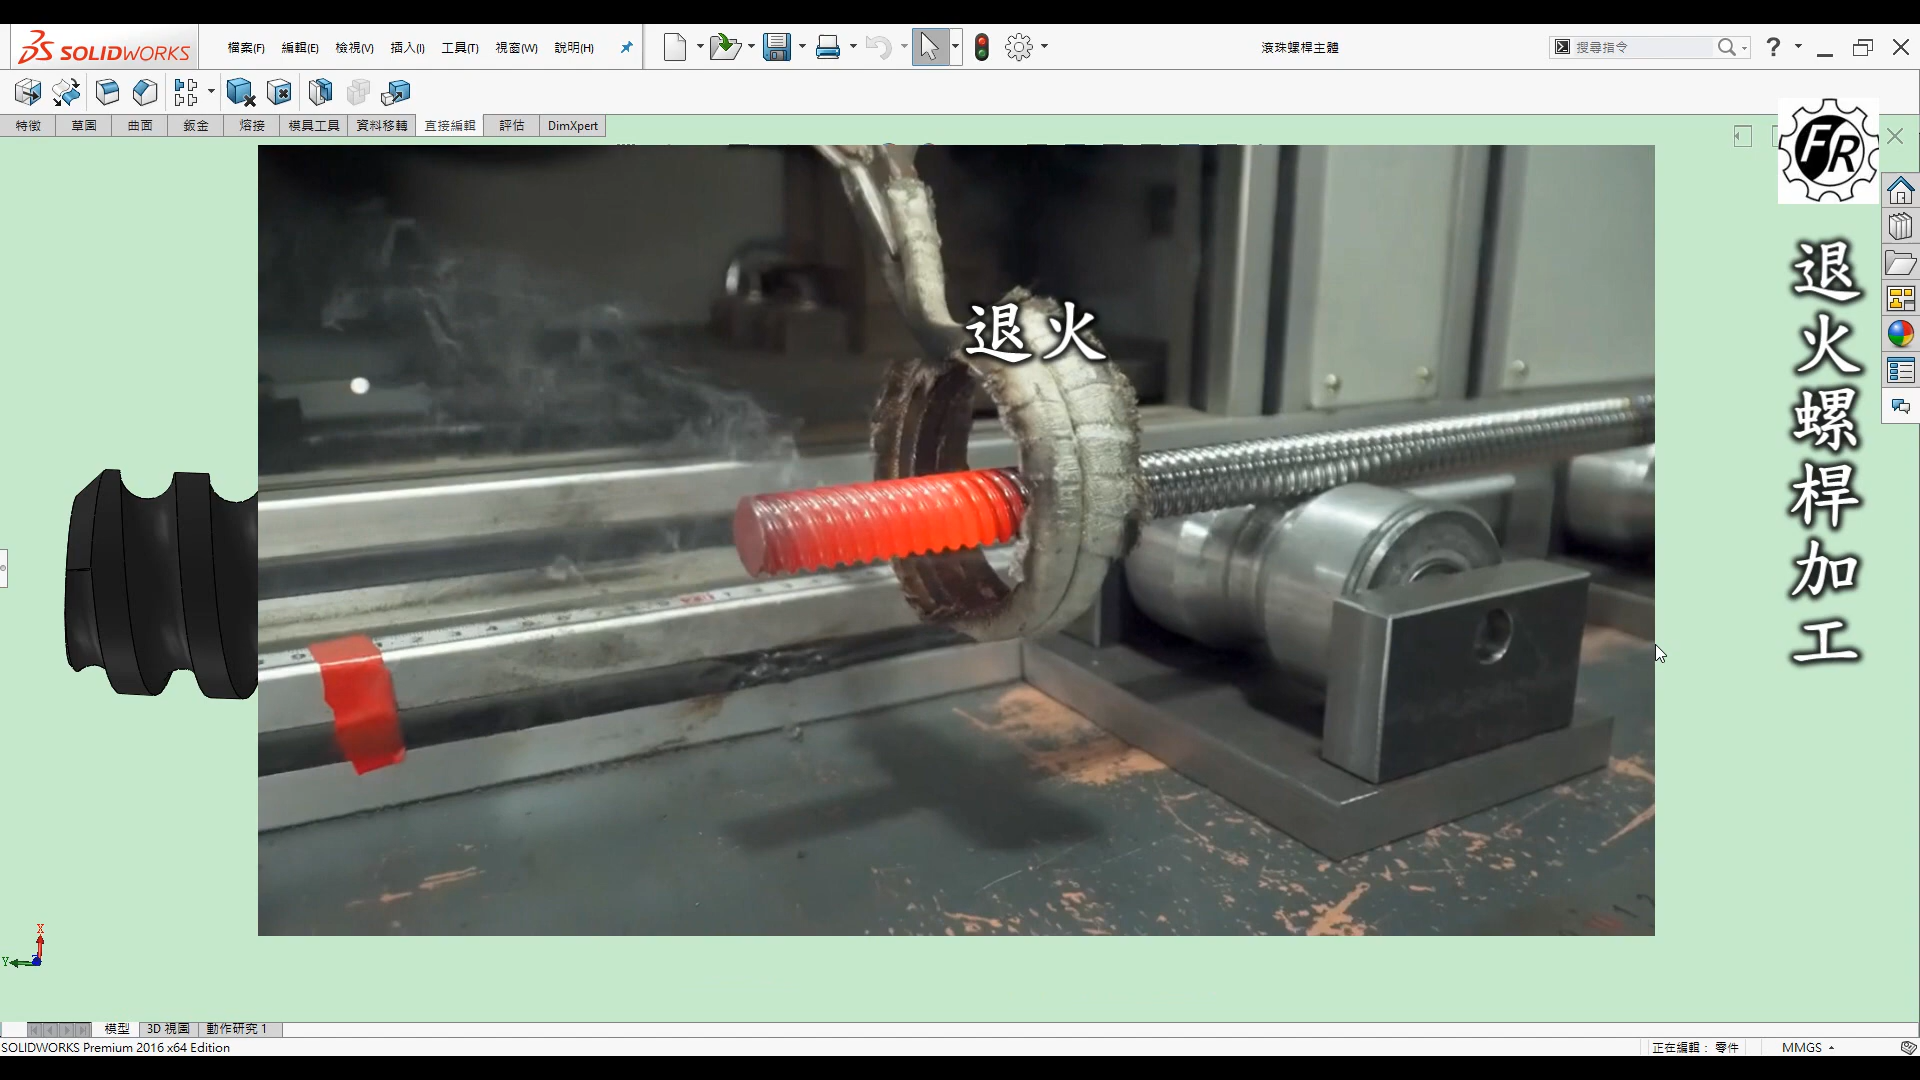 SOLIDWORKS
檔案(F) 編輯(E) 檢視(V) 插入(I) 工具(T) 視窗(W) 說明(H)
滾珠螺桿主體
搜尋指令
特徵 草圖 曲面 鈑金 熔接 模具工具 資料移轉 直接編輯 評估 DimXpert
FR
退火
退火螺桿加工
X
Y
模型 3D 視圖 動作研究 1
SOLIDWORKS Premium 2016 x64 Edition
正在編輯： 零件
MMGS